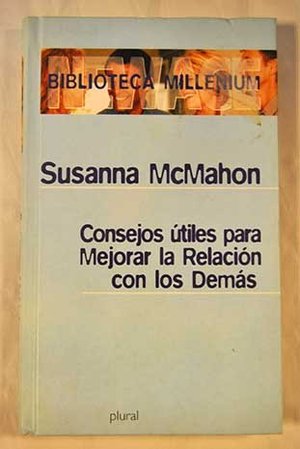 BIBLIOTECA MILLENIUM
Susanna McMahon
Consejos útiles para
Mejorar la Relación
con los Demás
plural